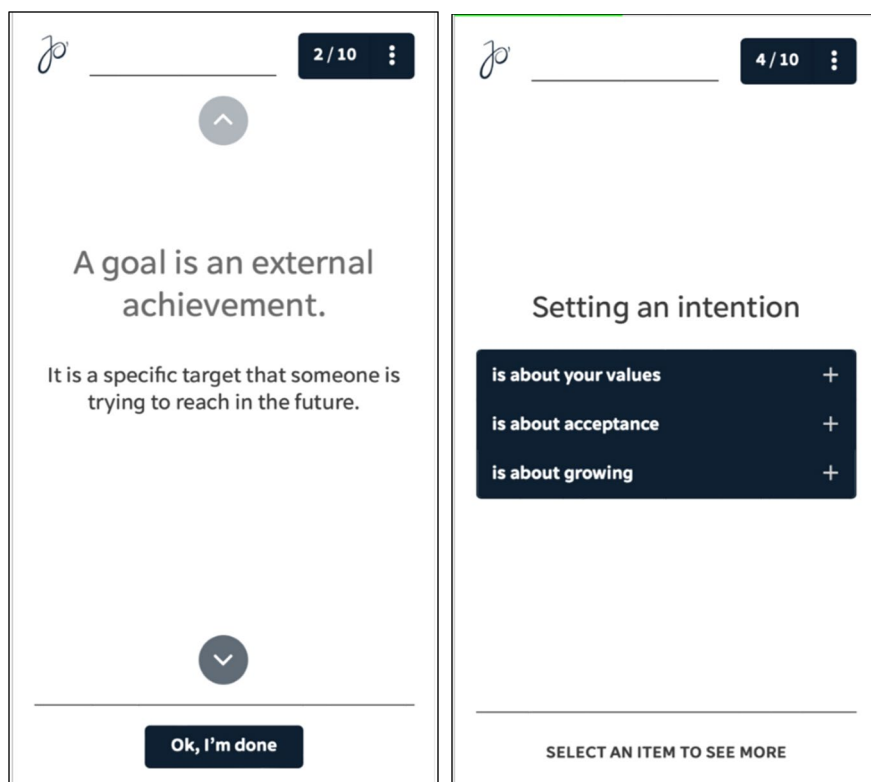 Jo'
2 / 10
A goal is an external
achievement.
It is a specific target that someone is
trying to reach in the future.
Ok, I'm done
Jo'
4 / 10
Setting an intention
is about your values
is about acceptance
is about growing
SELECT AN ITEM TO SEE MORE